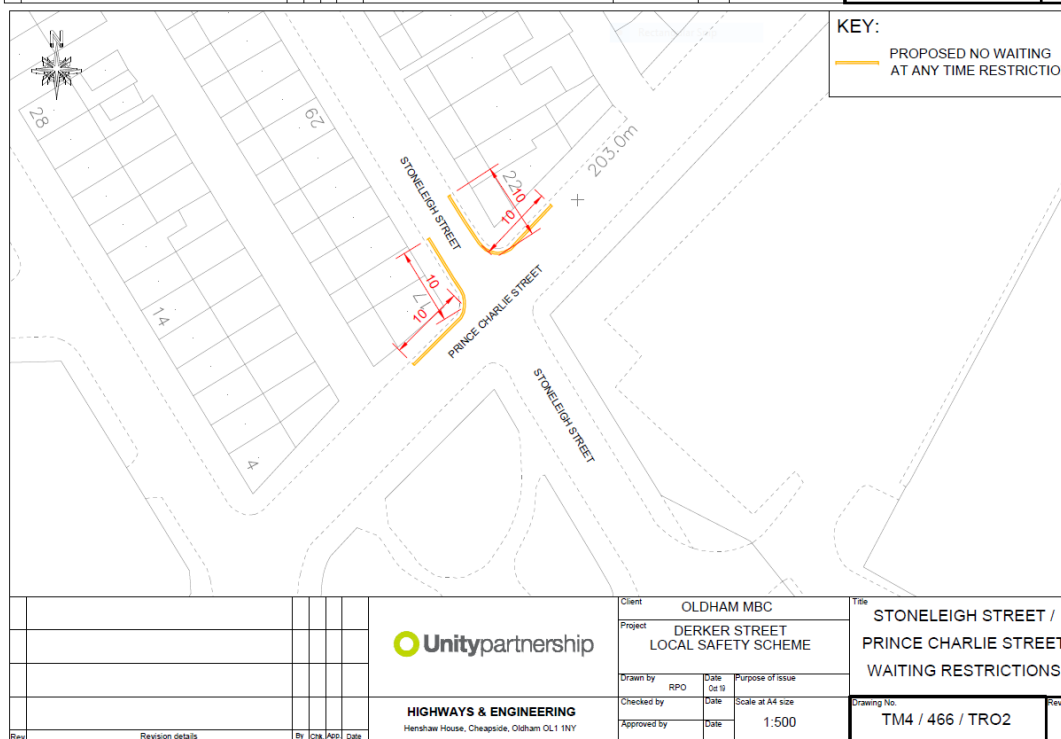 KEY:
PROPOSED NO WAITING
AT ANY TIME RESTRICTIO
N
28
29
22
203.0m
STONELEIGH STREET
10
10
10
10
17
PRINCE CHARLIE STREET
14
STONELEIGH STREET
4
Rev
Revision details
By
Chk
App.
Date
Unitypartnership
HIGHWAYS & ENGINEERING
Henshaw House, Cheapside, Oldham OL1 1NY
Client
OLDHAM MBC
Project
DERKER STREET
LOCAL SAFETY SCHEME
Drawn by
RPO
Date
Oct 19
Purpose of issue
Checked by
Date
Scale at A4 size
1:500
Approved by
Date
Title
STONELEIGH STREET /
PRINCE CHARLIE STREET
WAITING RESTRICTIONS
Drawing No.
TM4 / 466 / TRO2
Rev